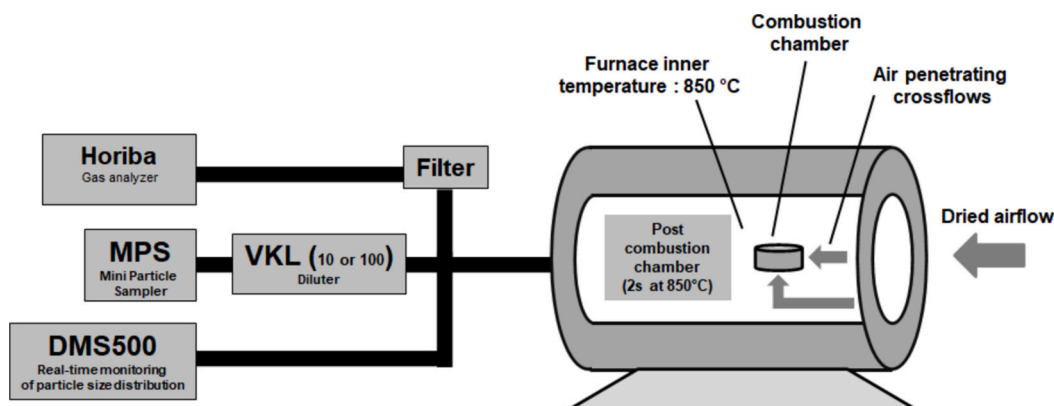 Combustion
chamber
Furnace inner
temperature : 850 °C
Air penetrating
crossflows
Horiba
Gas analyzer
Filter
Dried airflow
MPS
Mini Particle
Sampler
VKL (10 or 100)
Diluter
Post
combustion
chamber
(2s at 850°C)
DMS500
Real-time monitoring
of particle size distribution